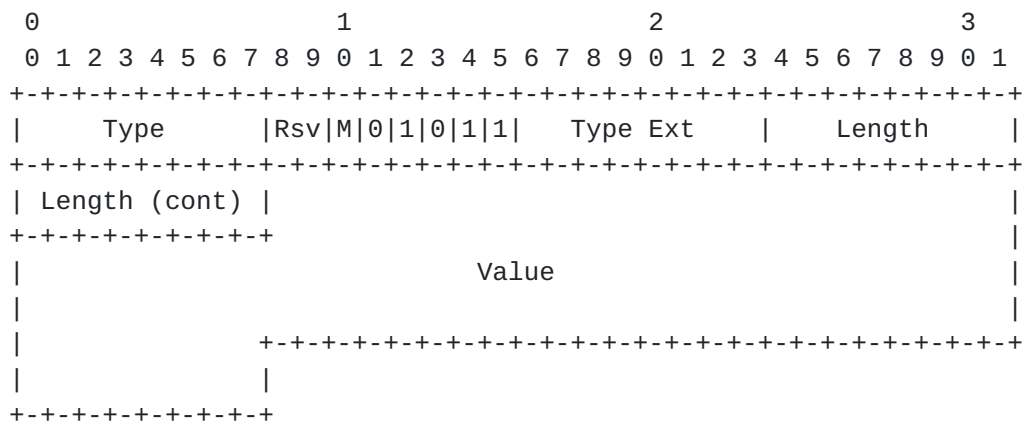 0                   1                   2                   3
 0 1 2 3 4 5 6 7 8 9 0 1 2 3 4 5 6 7 8 9 0 1 2 3 4 5 6 7 8 9 0 1
+-+-+-+-+-+-+-+-+-+-+-+-+-+-+-+-+-+-+-+-+-+-+-+-+-+-+-+-+-+-+-+-+
|     Type      |Rsv|M|0|1|0|1|1|   Type Ext    |    Length     |
+-+-+-+-+-+-+-+-+-+-+-+-+-+-+-+-+-+-+-+-+-+-+-+-+-+-+-+-+-+-+-+-+
| Length (cont) |                                               |
+-+-+-+-+-+-+-+-+                                               |
|                             Value                             |
|                                                               |
|               +-+-+-+-+-+-+-+-+-+-+-+-+-+-+-+-+-+-+-+-+-+-+-+-+
|               |
+-+-+-+-+-+-+-+-+